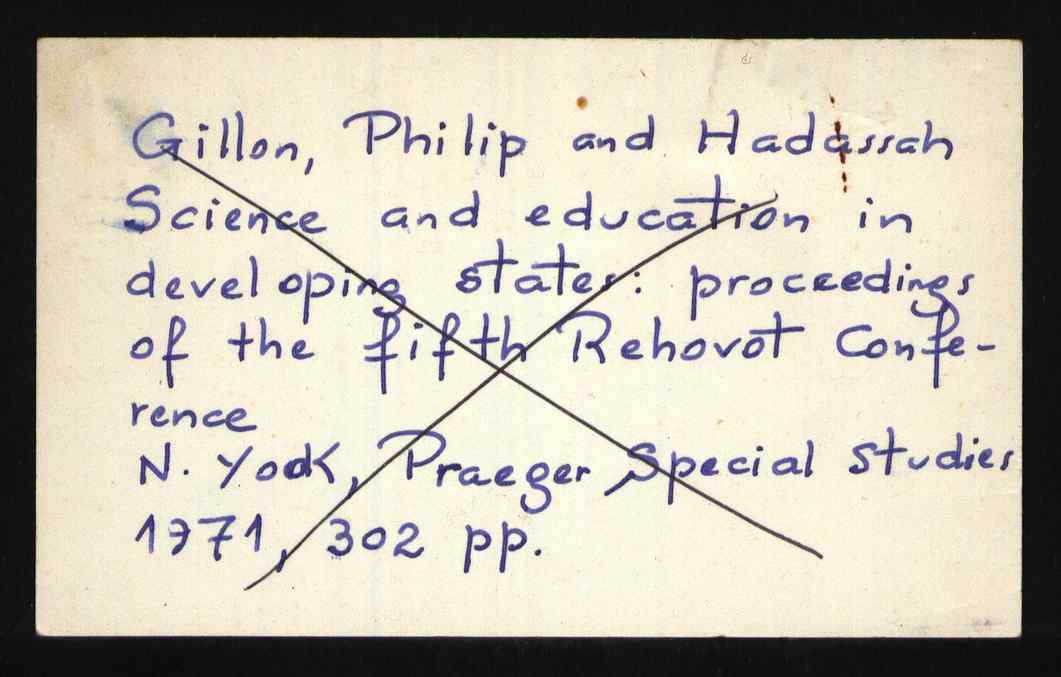 Gillon, Philip and Hadassah
Science and education in
developing states: proceedings
of the fifth Rehovot Confe-
rence
N. Yodk, Praeger Special studies
1971, 302 pp.